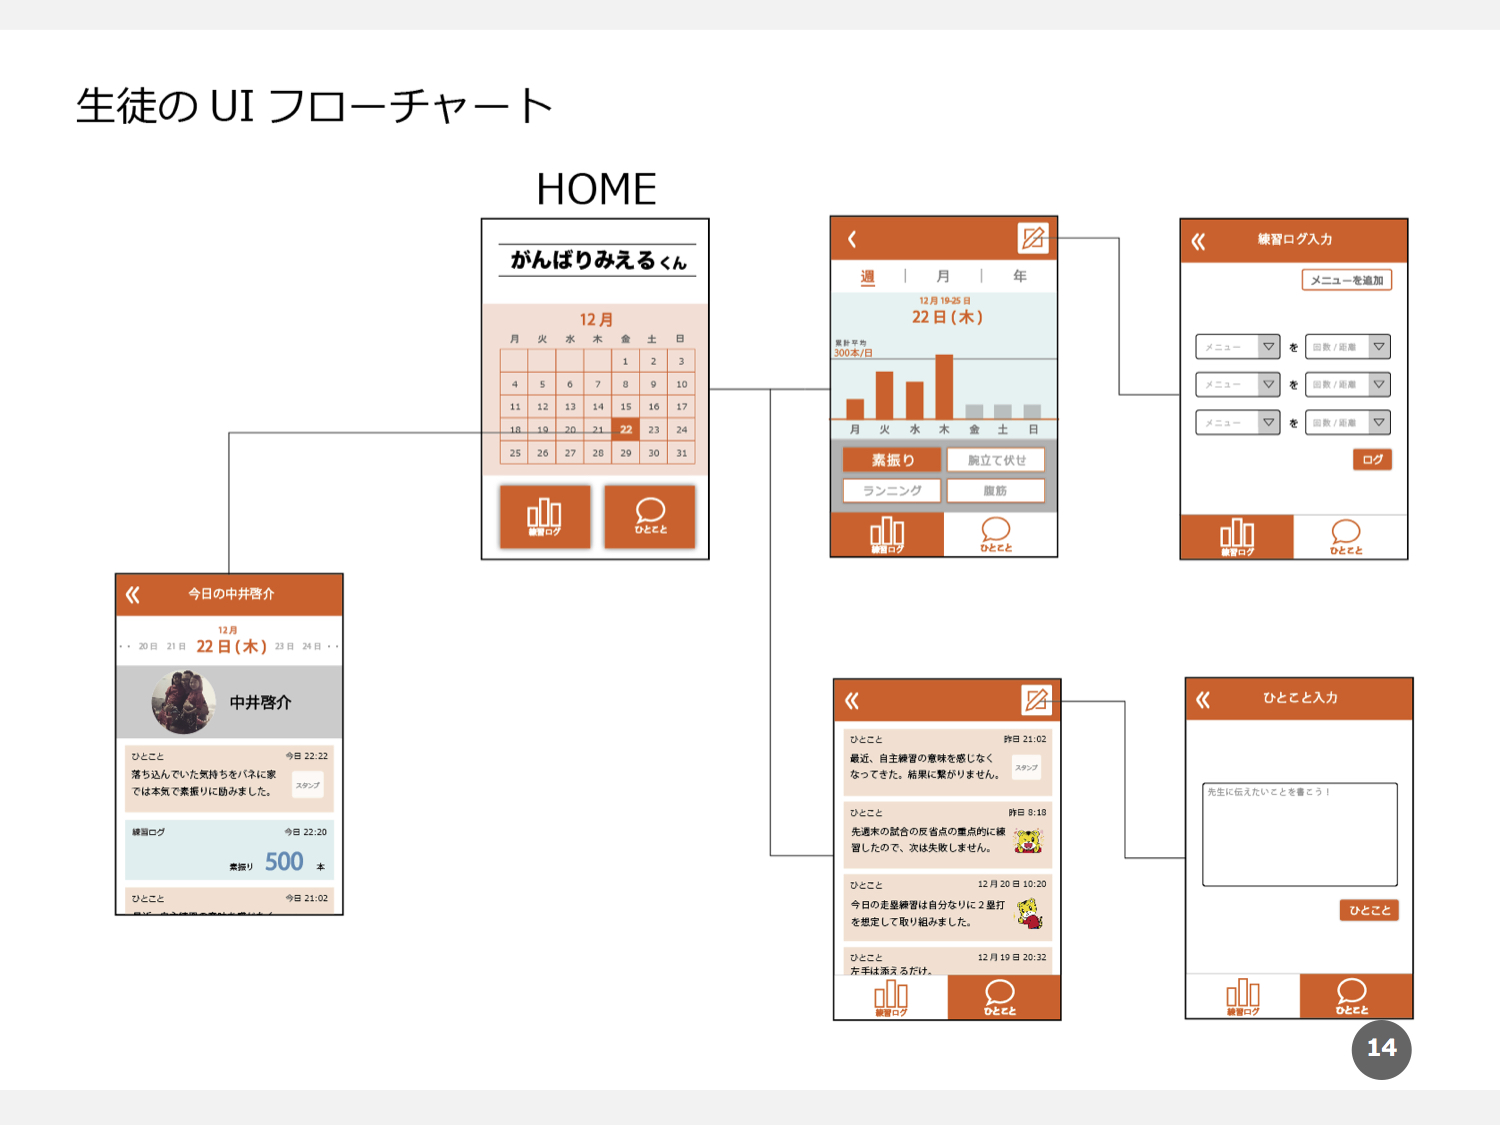 生徒の UI フローチャート
HOME
がんばりみえるくん
12月
月 火 水 木 金 土 日
1 2 3
4 5 6 7 8 9 10
11 12 13 14 15 16 17
18 19 20 21 22 23 24
25 26 27 28 29 30 31
練習ログ
ひとこと
週 | 月 | 年
12月 19-25 日
22日(木)
累計平均
300本/日
月 火 水 木 金 土 日
素振り 腕立て伏せ
ランニング 腹筋
練習ログ
ひとこと
練習ログ入力
メニューを追加
メニュー を 回数/距離
メニュー を 回数/距離
メニュー を 回数/距離
ログ
練習ログ
ひとこと
今日の中井啓介
12月
・・ 20日 21日 22日(木) 23日 24日 ・・
中井啓介
ひとこと 今日 22:22
落ち込んでいた気持ちをバネに家
では本気で素振りに励みました。
スタンプ
練習ログ 今日 22:20
素振り 500 本
ひとこと 今日 21:02
ひとこと 昨日 21:02
最近、自主練習の意味を感じなく
なってきた。結果に繋がりません。
スタンプ
ひとこと 昨日 8:18
先週末の試合の反省点の重点的に練
習したので、次は失敗しません。
ひとこと 12月20日 10:20
今日の走塁練習は自分なりに2塁打
を想定して取り組みました。
ひとこと 12月19日 20:32
左手は添えるだけ。
練習ログ
ひとこと
ひとこと入力
先生に伝えたいことを書こう！
ひとこと
練習ログ
ひとこと
14